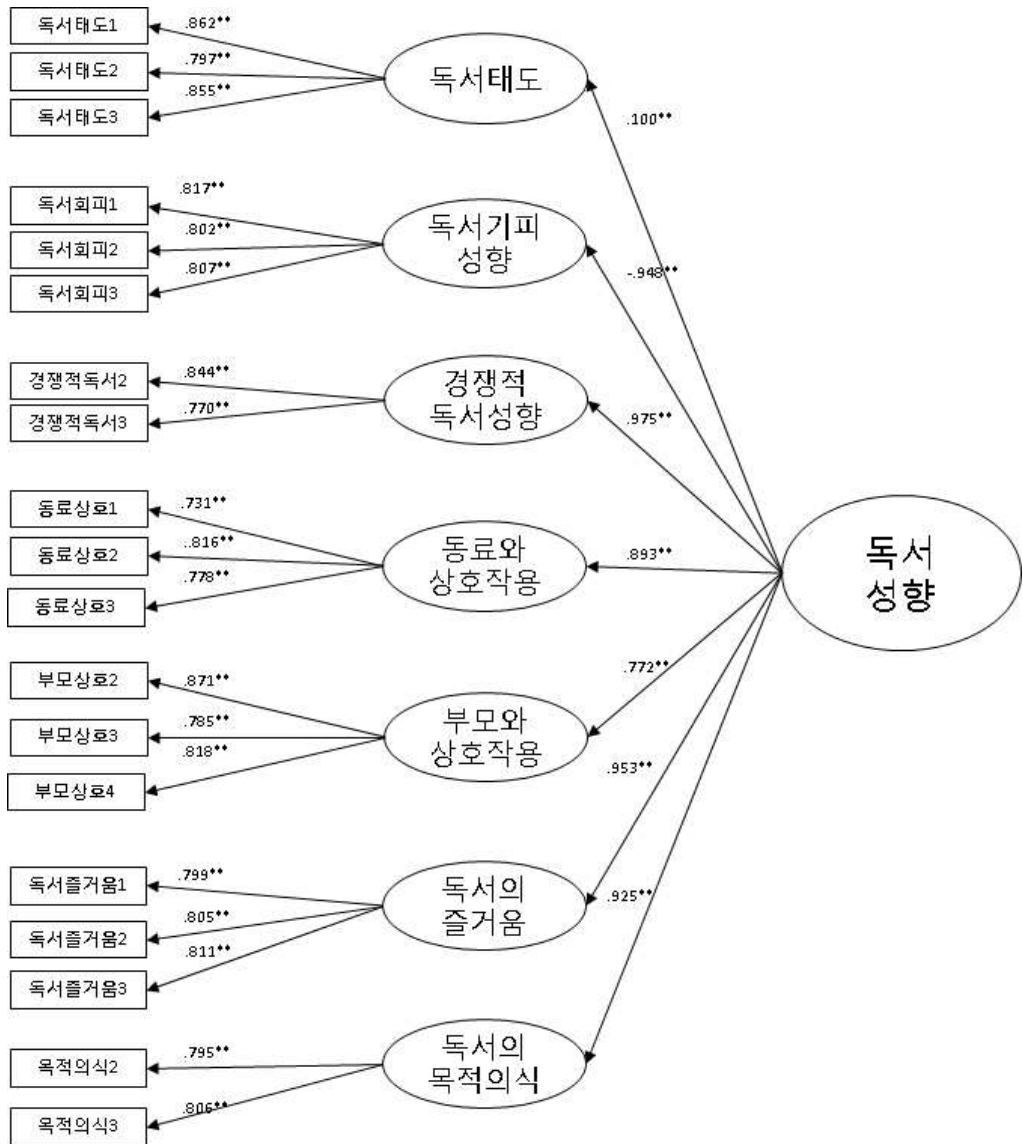 독서태도1
.862**
독서태도2
.797**
.855**
독서태도3
독서태도
.100**
독서회피1
.817**
독서회피2
.802**
.807**
독서회피3
독서기피
성향
-.948**
경쟁적독서2
.844**
경쟁적독서3
.770**
경쟁적
독서성향
.975**
동료상호1
.731**
동료상호2
..816**
.778**
동료상호3
동료와
상호작용
.893**
독서
성향
부모상호2
.871**
부모상호3
.785**
.818**
부모상호4
부모와
상호작용
.772**
독서즐거움1
.799**
독서즐거움2
.805**
.811**
독서즐거움3
독서의
즐거움
.953**
목적의식2
.795**
목적의식3
.806**
독서의
목적의식
.925**